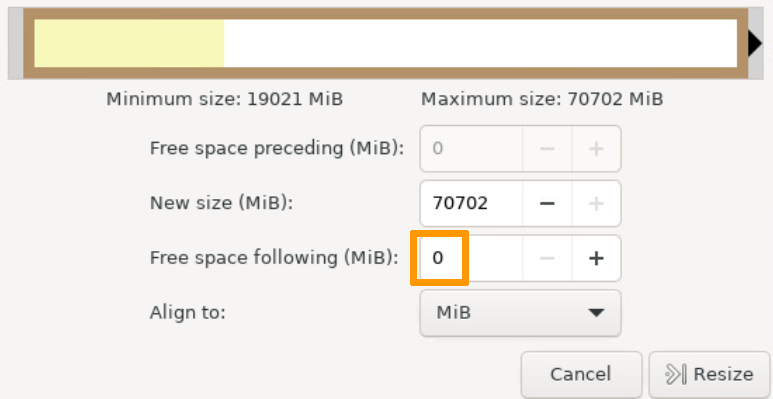 Minimum size: 19021 MiB Maximum size: 70702 MiB
Free space preceding (MiB): 0 − +
New size (MiB): 70702 − +
Free space following (MiB): 0 − +
Align to: MiB
Cancel Resize